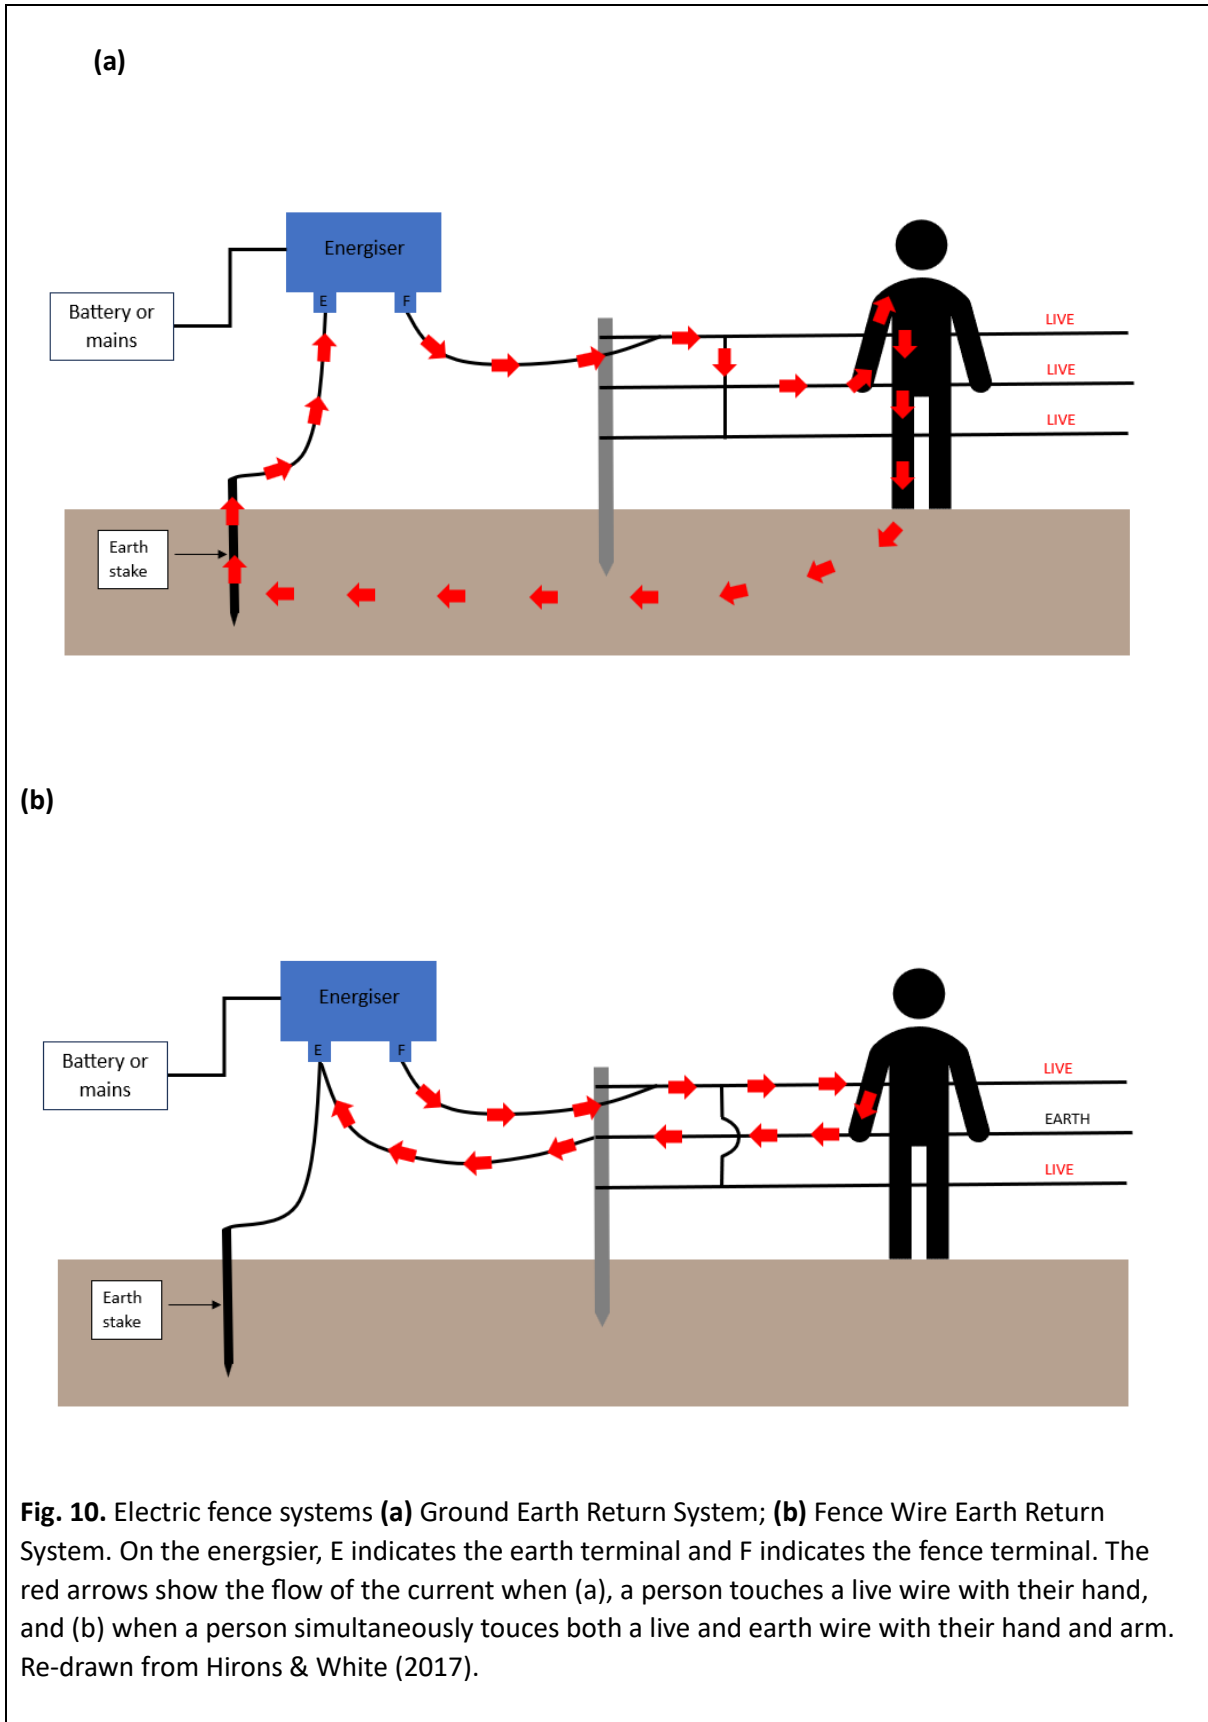 (a)
Energiser
E
F
Battery or
mains
LIVE
LIVE
LIVE
Earth
stake
(b)
Energiser
E
F
Battery or
mains
LIVE
EARTH
LIVE
Earth
stake
Fig. 10. Electric fence systems (a) Ground Earth Return System; (b) Fence Wire Earth Return
System. On the energsier, E indicates the earth terminal and F indicates the fence terminal. The
red arrows show the flow of the current when (a), a person touches a live wire with their hand,
and (b) when a person simultaneously touces both a live and earth wire with their hand and arm.
Re-drawn from Hirons & White (2017).